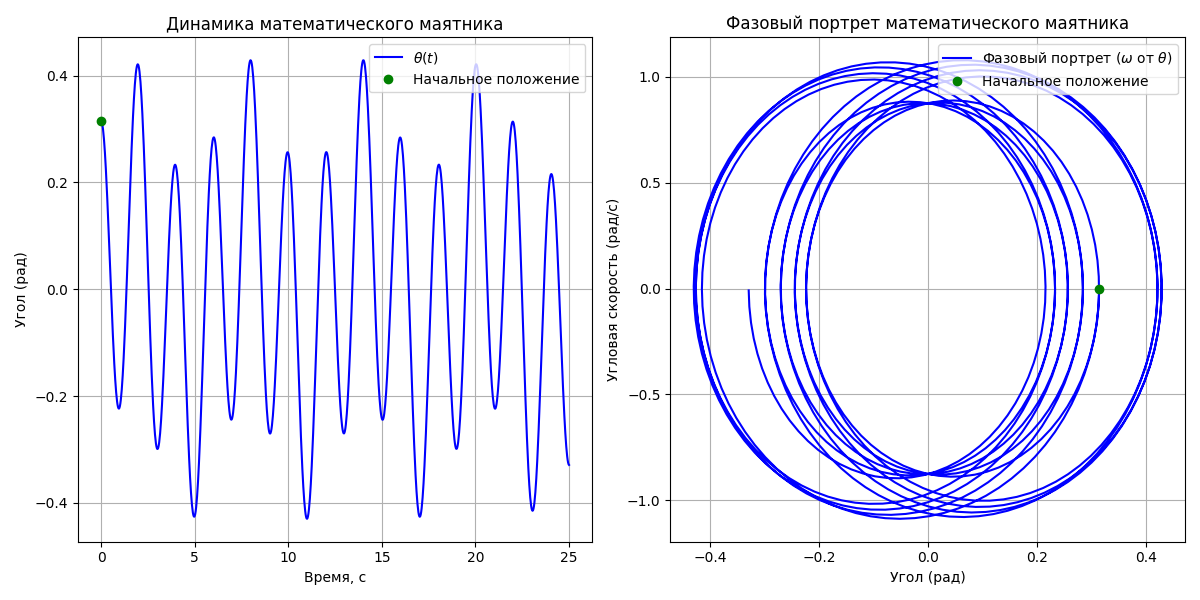 Динамика математического маятника
θ(t)
Начальное положение
Угол (рад)
0.4
0.2
0.0
−0.2
−0.4
0
5
10
15
20
25
Время, с
Фазовый портрет математического маятника
Фазовый портрет (ω от θ)
Начальное положение
Угловая скорость (рад/с)
1.0
0.5
0.0
−0.5
−1.0
−0.4
−0.2
0.0
0.2
0.4
Угол (рад)